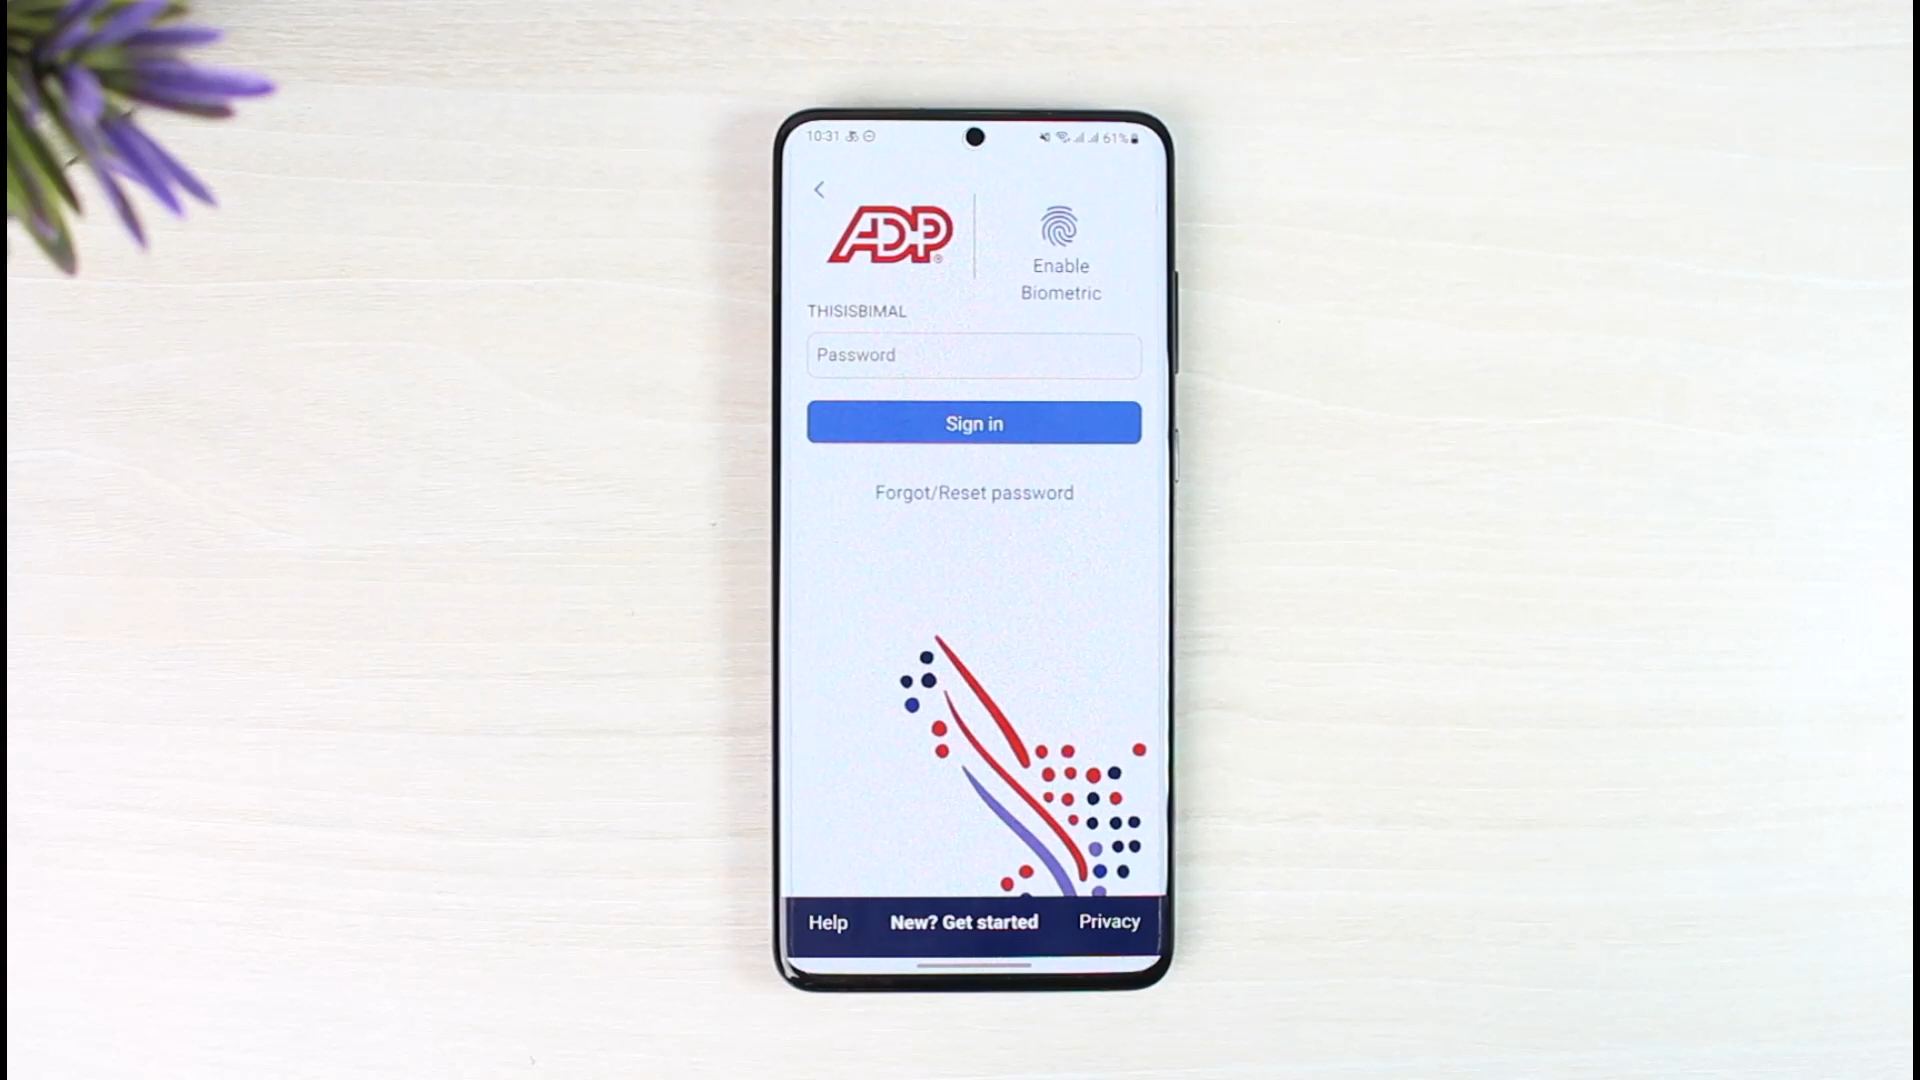 10:31
61%
ADP
Enable
Biometric
THISISBIMAL
Password
Sign in
Forgot/Reset password
Help
New? Get started
Privacy